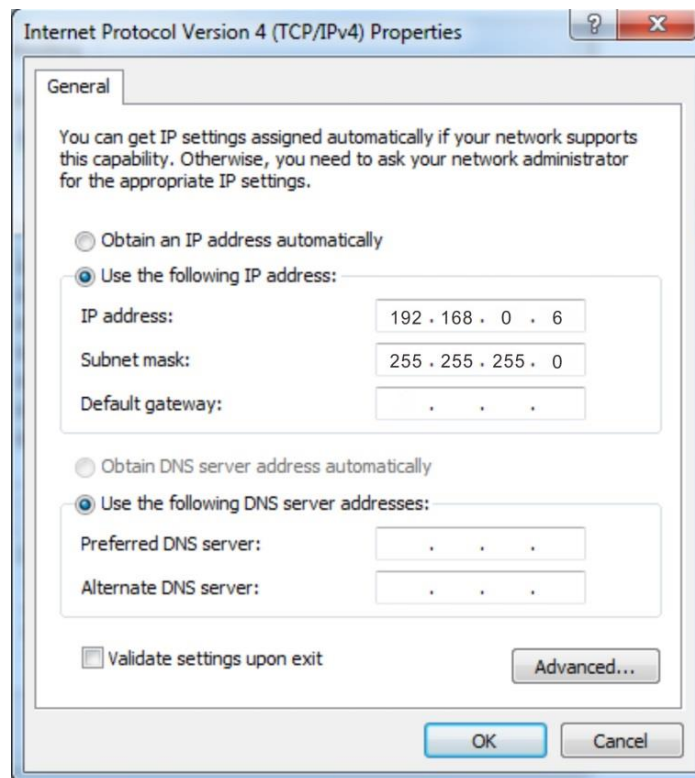 Internet Protocol Version 4 (TCP/IPv4) Properties
General
You can get IP settings assigned automatically if your network supports
this capability. Otherwise, you need to ask your network administrator
for the appropriate IP settings.
Obtain an IP address automatically
Use the following IP address:
IP address: 192 . 168 . 0 . 6
Subnet mask: 255 . 255 . 255 . 0
Default gateway: . . .
Obtain DNS server address automatically
Use the following DNS server addresses:
Preferred DNS server: . . .
Alternate DNS server: . . .
Validate settings upon exit
Advanced...
OK Cancel